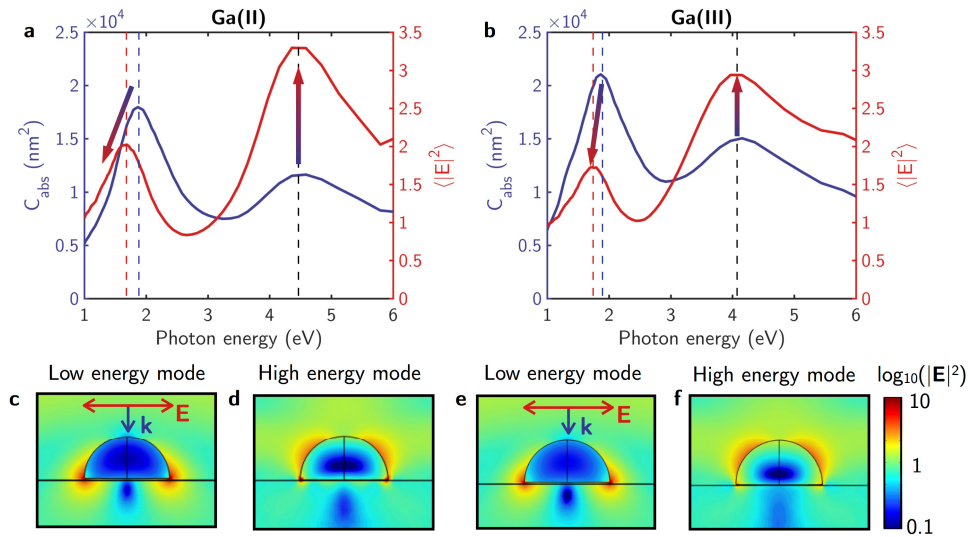 Ga(II)
Ga(III)
a
×10⁴
b
×10⁴
2.5
2
1.5
1
0.5
0
C_abs (nm²)
3.5
3
2.5
2
1.5
1
0.5
0
⟨|E|²⟩
1 2 3 4 5 6
Photon energy (eV)
2.5
2
1.5
1
0.5
0
C_abs (nm²)
3.5
3
2.5
2
1.5
1
0.5
0
⟨|E|²⟩
1 2 3 4 5 6
Photon energy (eV)
c
Low energy mode
E
k
d
High energy mode
e
Low energy mode
E
k
f
High energy mode
log₁₀(|E|²)
10
1
0.1